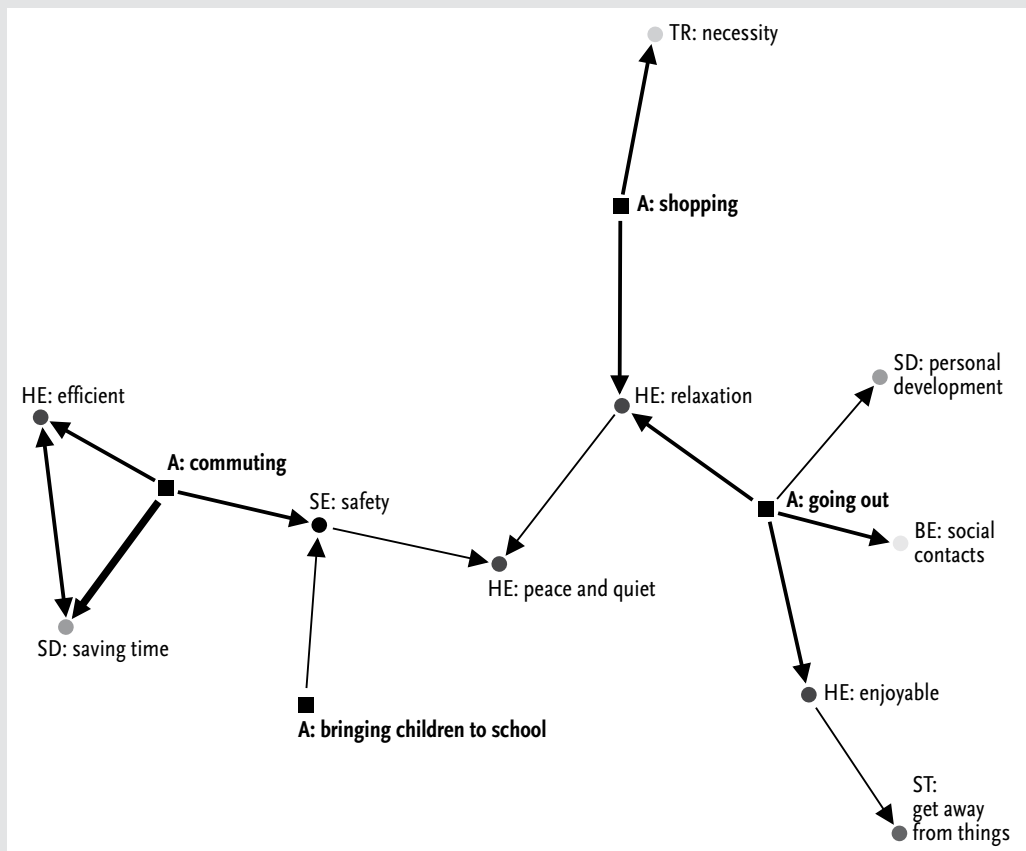 TR: necessity
A: shopping
SD: personal
development
HE: efficient
HE: relaxation
A: commuting
SE: safety
A: going out
BE: social
contacts
HE: peace and quiet
SD: saving time
HE: enjoyable
A: bringing children to school
ST:
get away
from things